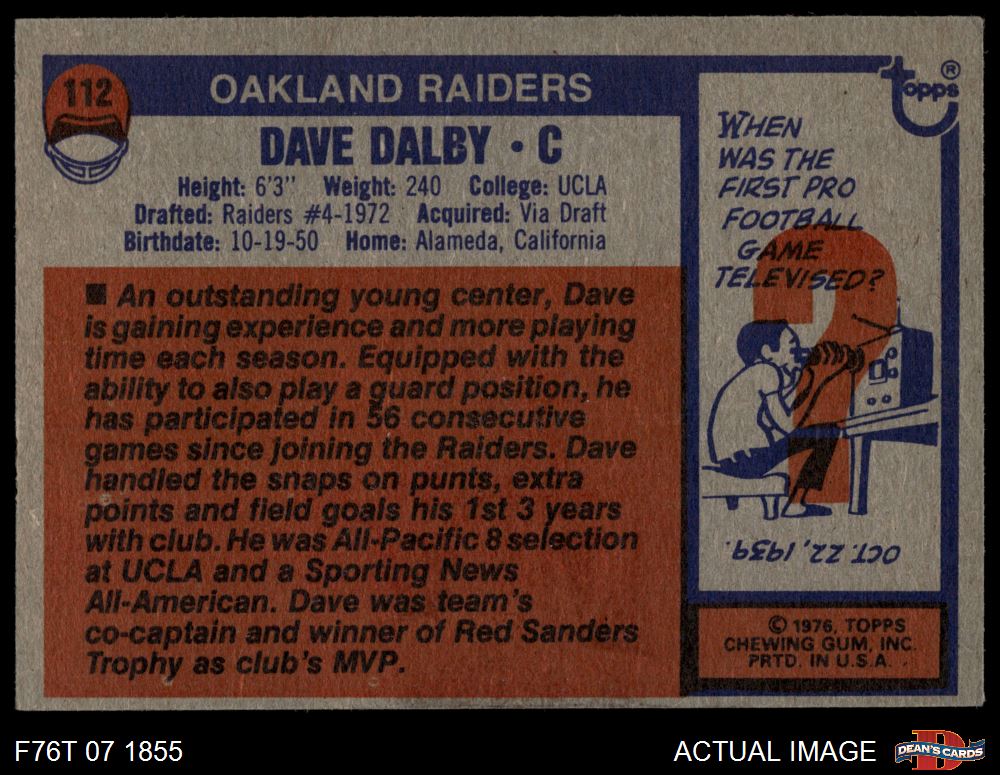 112
OAKLAND RAIDERS
DAVE DALBY • C
Height: 6'3" Weight: 240 College: UCLA
Drafted: Raiders #4-1972 Acquired: Via Draft
Birthdate: 10-19-50 Home: Alameda, California
■ An outstanding young center, Dave
is gaining experience and more playing
time each season. Equipped with the
ability to also play a guard position, he
has participated in 56 consecutive
games since joining the Raiders. Dave
handled the snaps on punts, extra
points and field goals his 1st 3 years
with club. He was All-Pacific 8 selection
at UCLA and a Sporting News
All-American. Dave was team's
co-captain and winner of Red Sanders
Trophy as club's MVP.
topps ®
WHEN
WAS THE
FIRST PRO
FOOTBALL
GAME
TELEVISED?
OCT. 22, 1939.
© 1976, TOPPS
CHEWING GUM, INC.
PRTD. IN U.S.A.
F76T 07 1855
ACTUAL IMAGE
DEAN'S CARDS